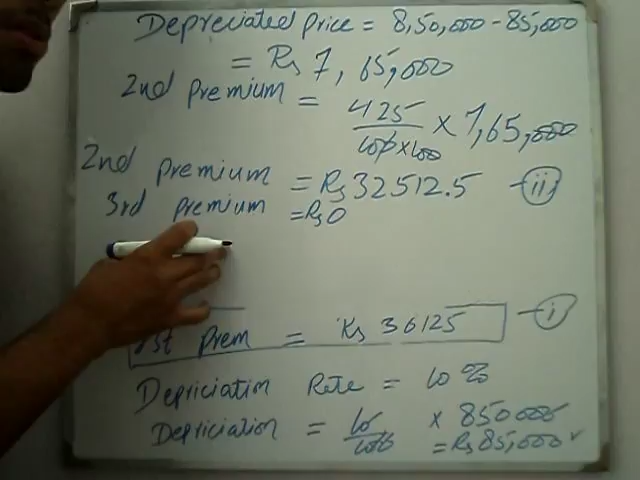 Depreciated price = 8,50,000 - 85,000
= Rs 7, 65,000
2nd premium = 425/100×100 × 7,65,000
2nd premium = Rs 32512.5 - ii
3rd premium = Rs 0
1st Prem = Rs 36125 - i
Depriciation Rate = 10 %
Depriciation = 10/100 × 850000
= Rs 85,000